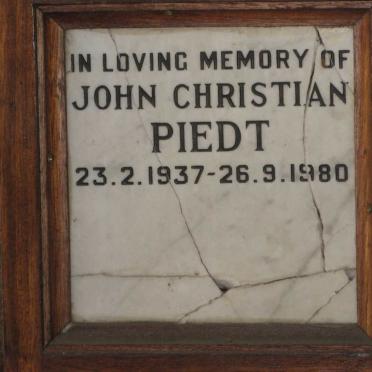 IN LOVING MEMORY OF
JOHN CHRISTIAN
PIEDT
23.2.1937-26.9.1980